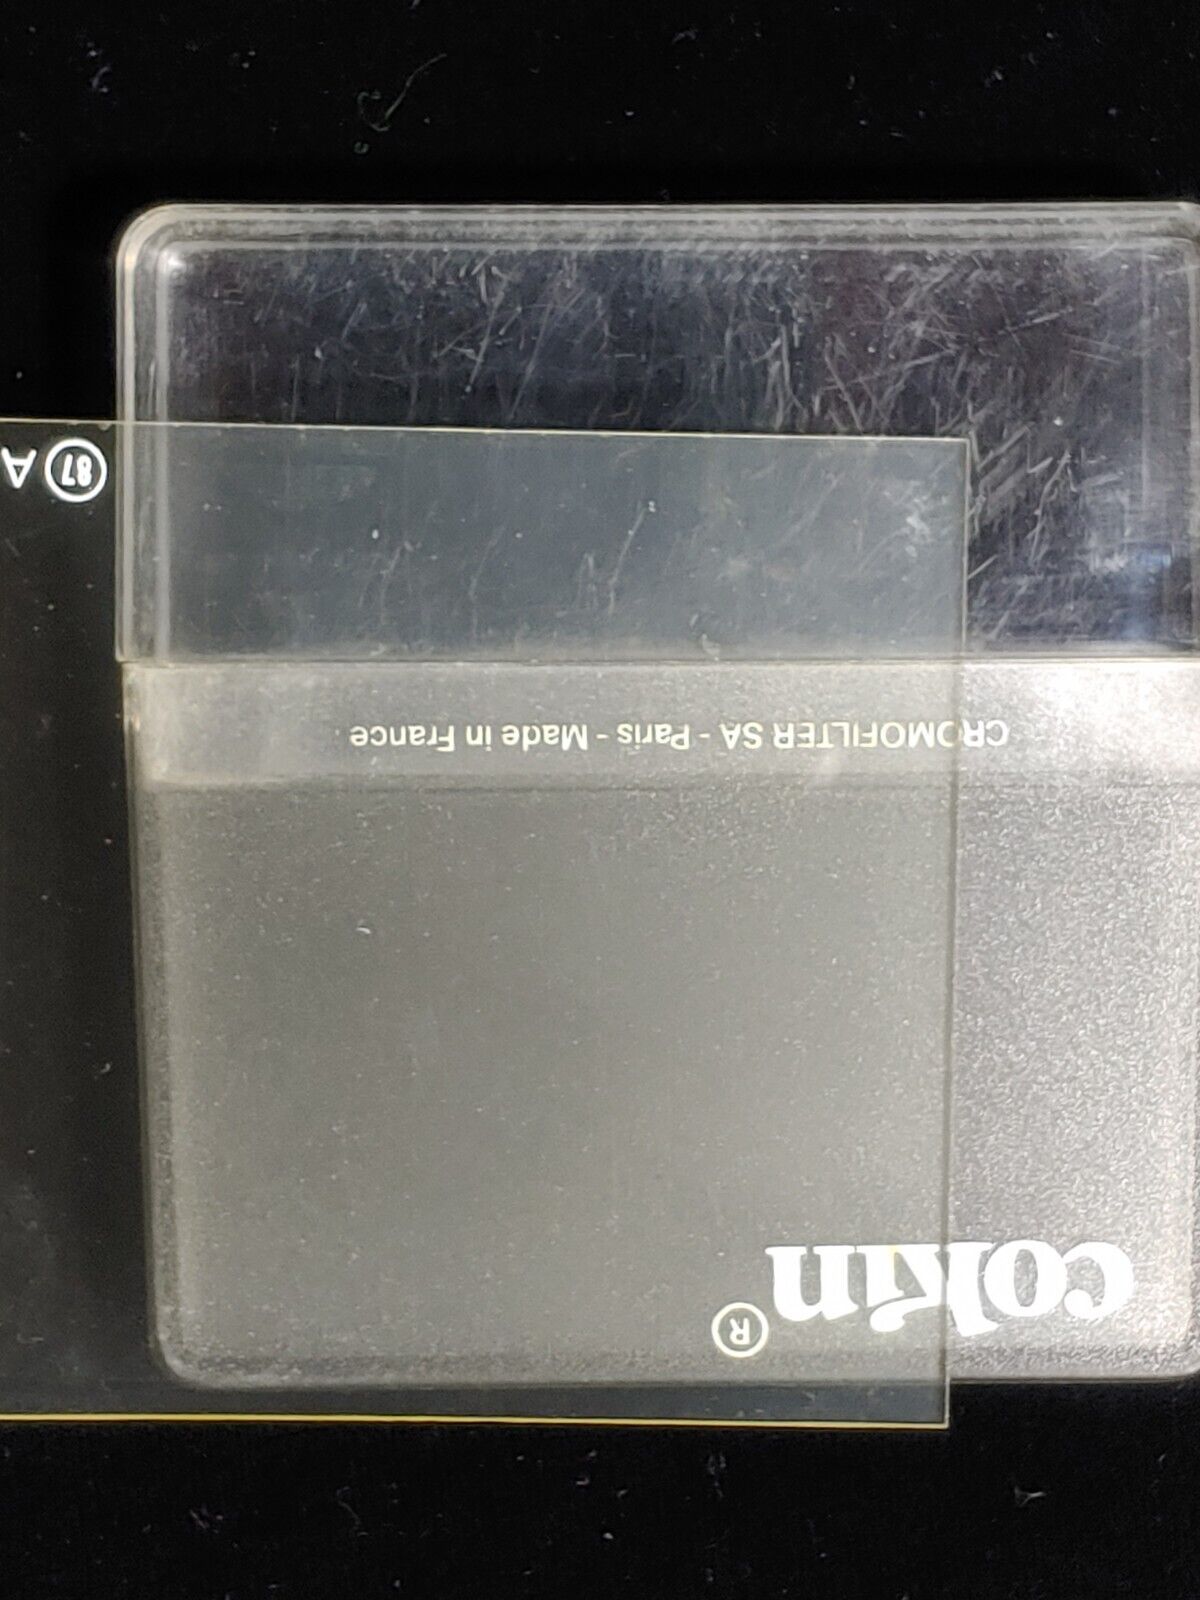 cokin ®
CROMOFILTER SA - Paris - Made in France
A 87